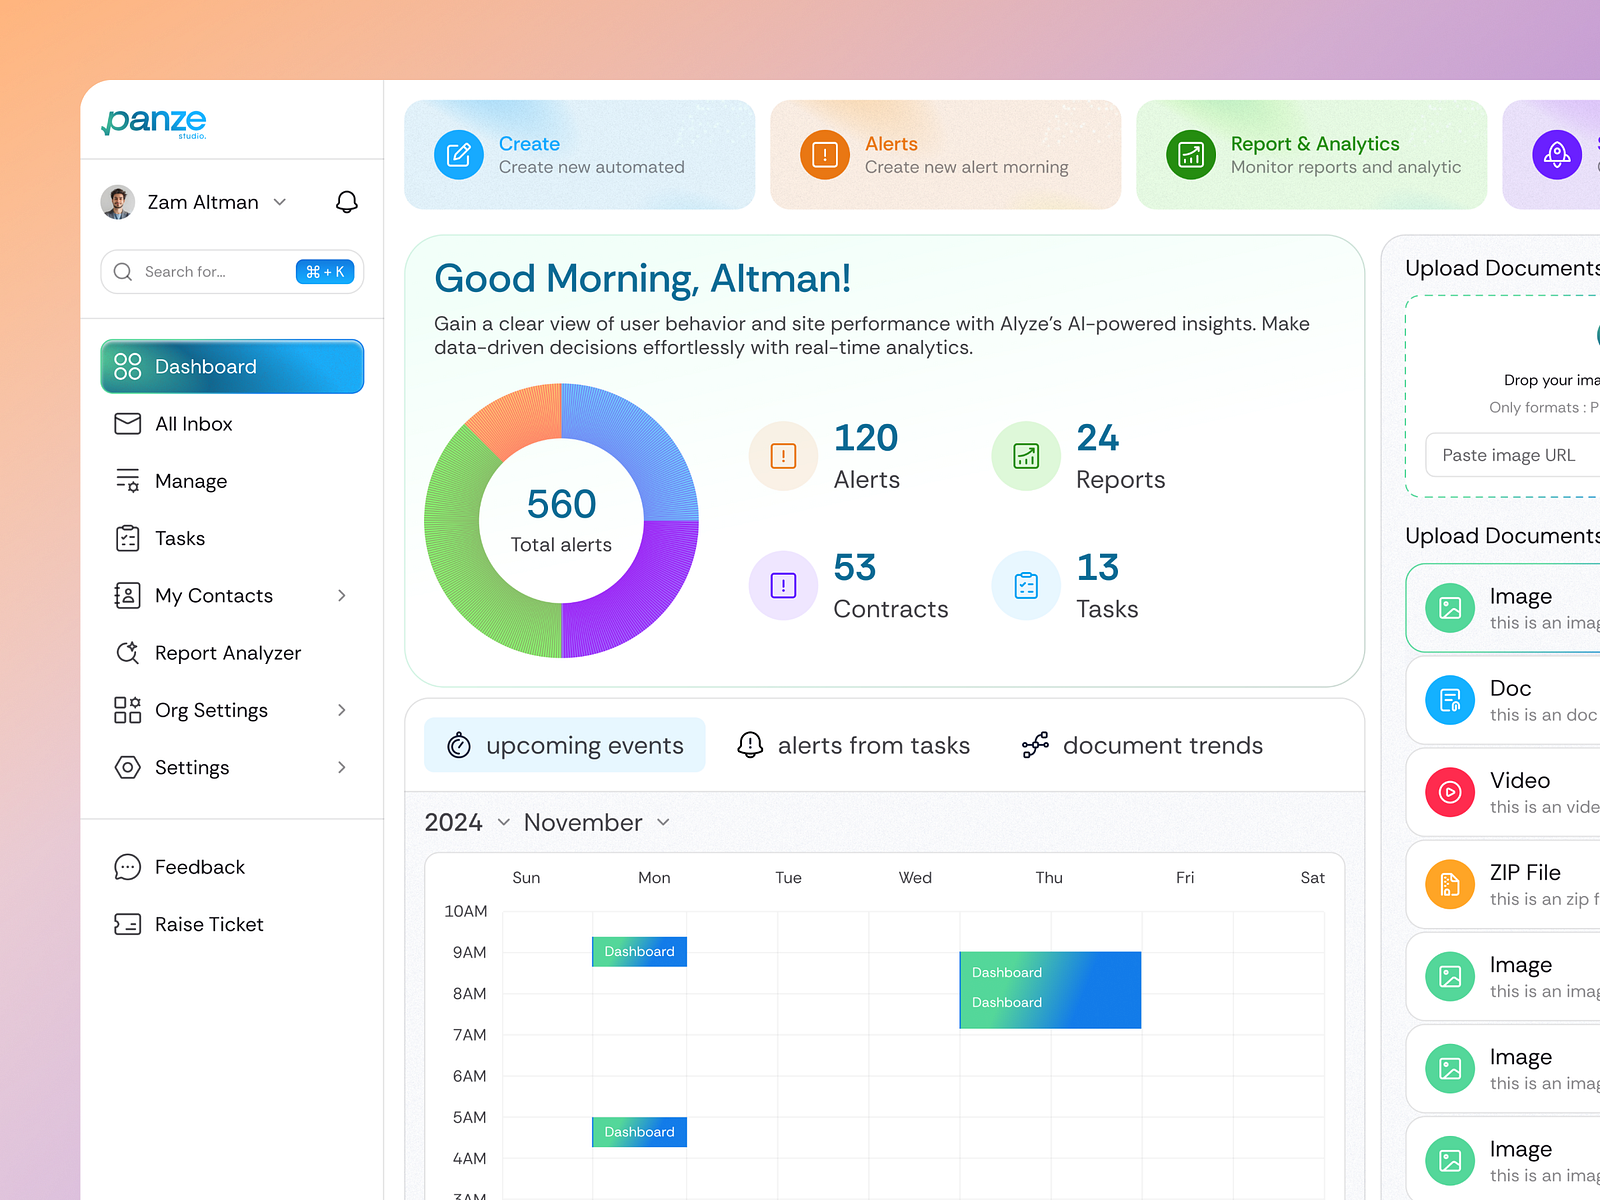 panze
studio.
Zam Altman
Search for...
⌘ + K
Dashboard
All Inbox
Manage
Tasks
My Contacts
Report Analyzer
Org Settings
Settings
Feedback
Raise Ticket
Create
Create new automated
Alerts
Create new alert morning
Report & Analytics
Monitor reports and analytic
Good Morning, Altman!
Gain a clear view of user behavior and site performance with Alyze's AI-powered insights. Make
data-driven decisions effortlessly with real-time analytics.
560
Total alerts
120
Alerts
24
Reports
53
Contracts
13
Tasks
upcoming events
alerts from tasks
document trends
2024
November
Sun Mon Tue Wed Thu Fri Sat
10AM
9AM
8AM
7AM
6AM
5AM
4AM
3AM
Dashboard
Dashboard
Dashboard
Dashboard
Upload Documents
Drop your ima
Only formats : P
Paste image URL
Upload Documents
Image
this is an imag
Doc
this is an doc
Video
this is an vide
ZIP File
this is an zip f
Image
this is an imag
Image
this is an imag
Image
this is an imag